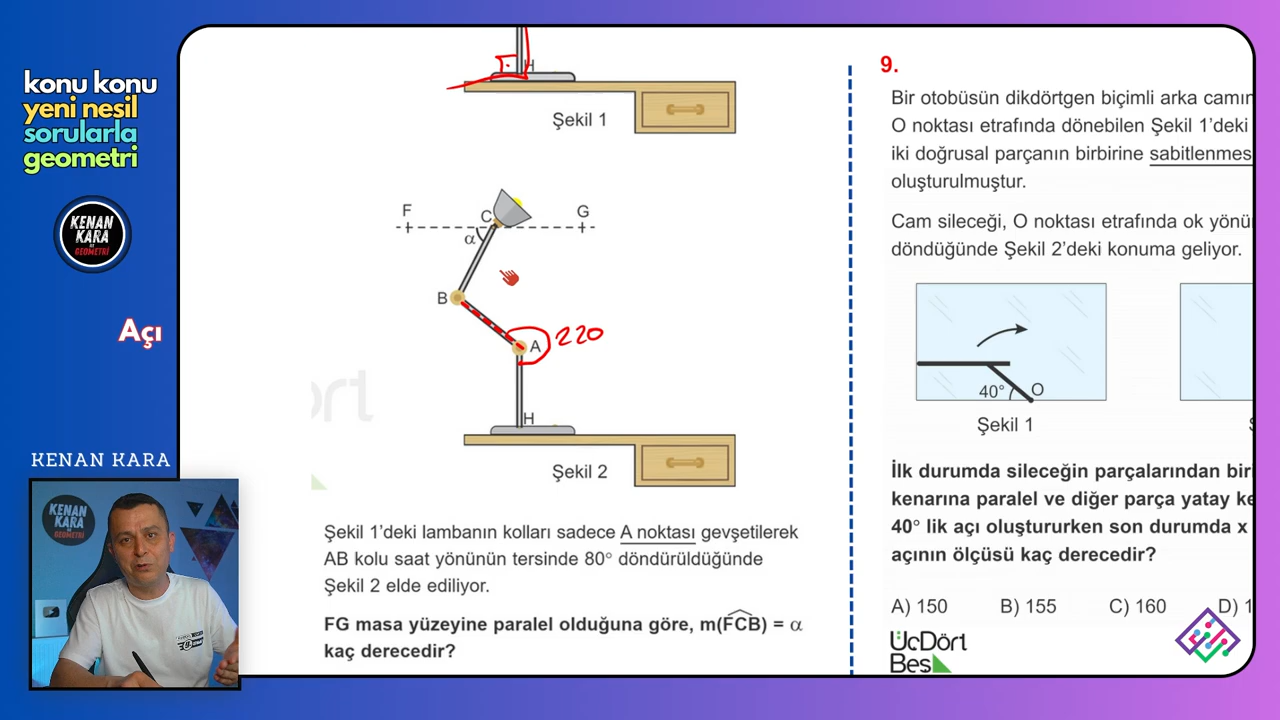 konu konu
yeni nesil
sorularla
geometri
KENAN
KARA
ile
GEOMETRİ
Açı
KENAN KARA
KENAN
KARA
GEOMETRİ
H
Şekil 1
F
C
G
α
B
A
220
H
Şekil 2
Şekil 1'deki lambanın kolları sadece A noktası gevşetilerek
AB kolu saat yönünün tersinde 80° döndürüldüğünde
Şekil 2 elde ediliyor.
FG masa yüzeyine paralel olduğuna göre, m(FCB) = α
kaç derecedir?
9.
Bir otobüsün dikdörtgen biçimli arka camın
O noktası etrafında dönebilen Şekil 1'deki
iki doğrusal parçanın birbirine sabitlenmes
oluşturulmuştur.
Cam sileceği, O noktası etrafında ok yönü
döndüğünde Şekil 2'deki konuma geliyor.
40°
O
Şekil 1
İlk durumda sileceğin parçalarından bir
kenarına paralel ve diğer parça yatay ke
40° lik açı oluştururken son durumda x
açının ölçüsü kaç derecedir?
A) 150 B) 155 C) 160 D) 1
ÜçDört
Beş